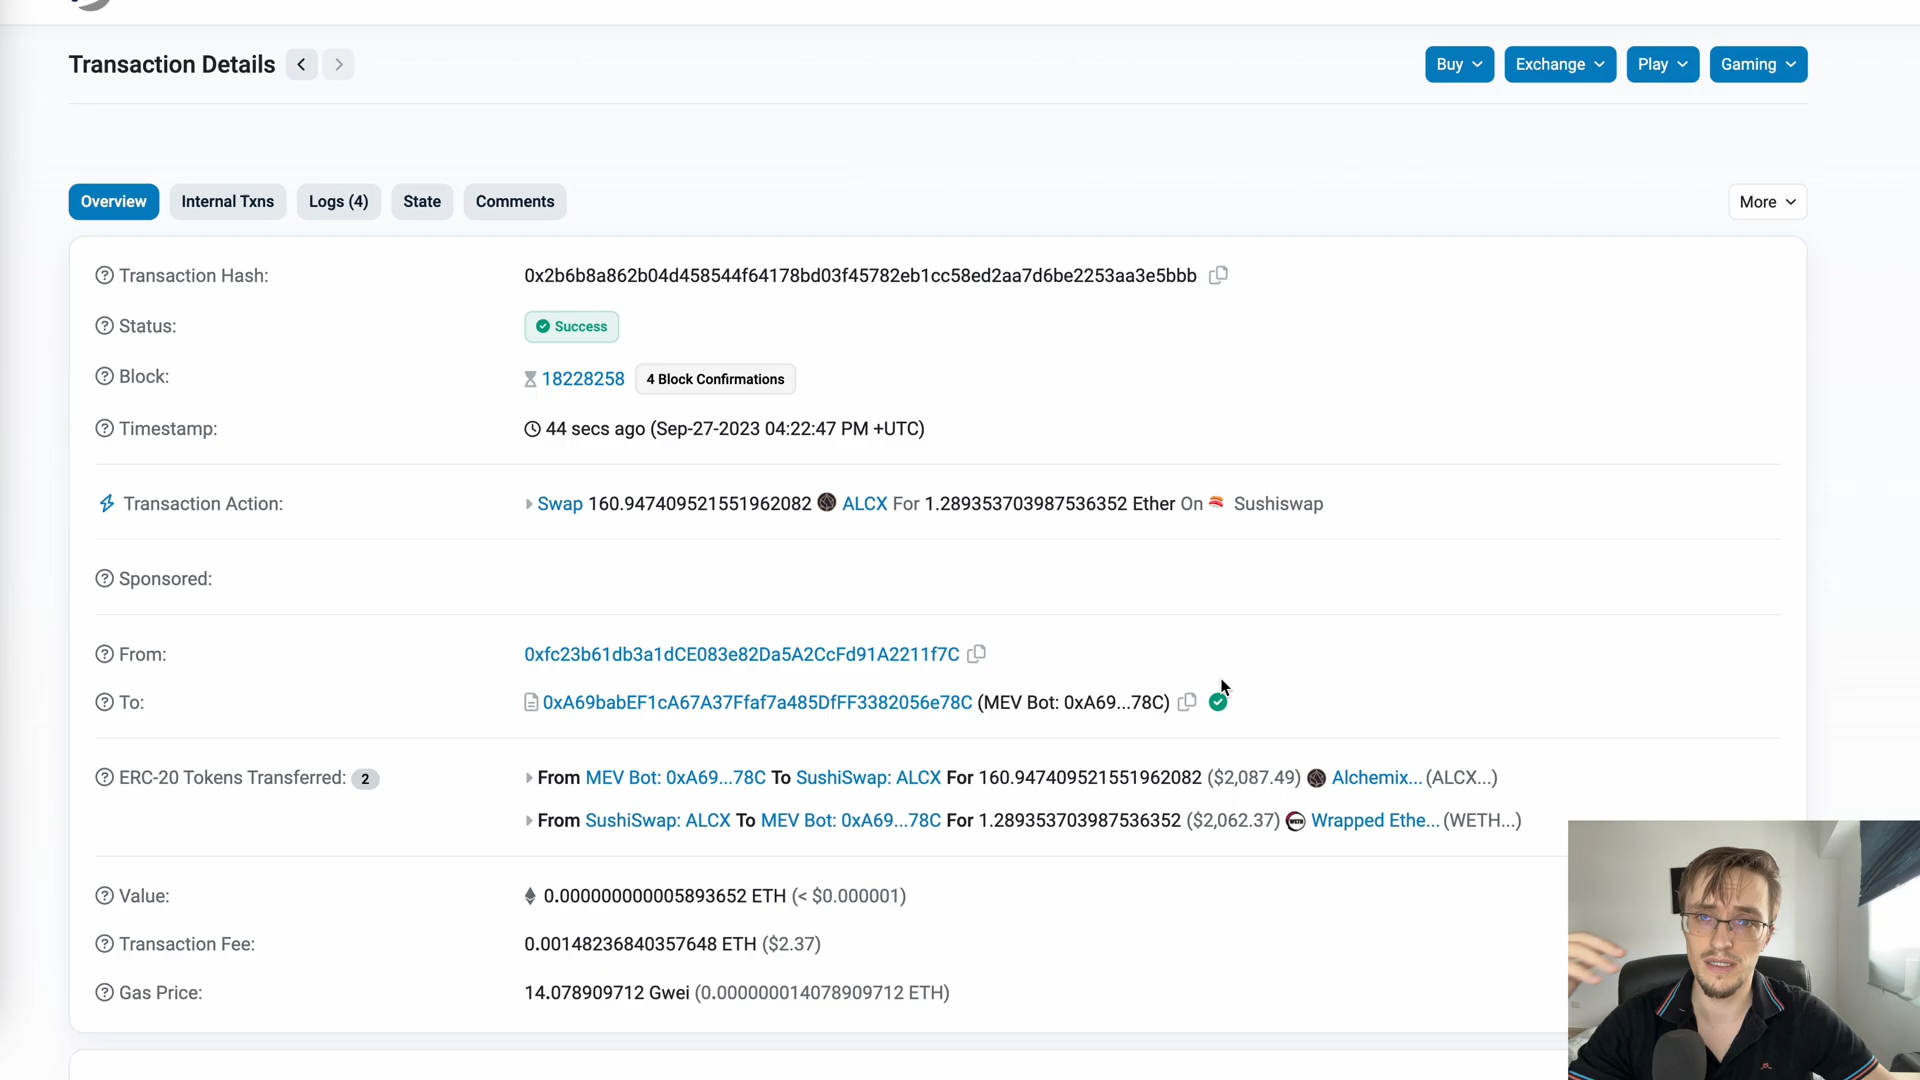 Transaction Details
Buy
Exchange
Play
Gaming
Overview
Internal Txns
Logs (4)
State
Comments
More
Transaction Hash:
0x2b6b8a862b04d458544f64178bd03f45782eb1cc58ed2aa7d6be2253aa3e5bbb
Status:
Success
Block:
18228258
4 Block Confirmations
Timestamp:
44 secs ago (Sep-27-2023 04:22:47 PM +UTC)
Transaction Action:
Swap 160.947409521551962082 ALCX For 1.289353703987536352 Ether On Sushiswap
Sponsored:
From:
0xfc23b61db3a1dCE083e82Da5A2CcFd91A2211f7C
To:
0xA69babEF1cA67A37Ffaf7a485DfFF3382056e78C (MEV Bot: 0xA69...78C)
ERC-20 Tokens Transferred: 2
From MEV Bot: 0xA69...78C To SushiSwap: ALCX For 160.947409521551962082 ($2,087.49) Alchemix... (ALCX...)
From SushiSwap: ALCX To MEV Bot: 0xA69...78C For 1.289353703987536352 ($2,062.37) Wrapped Ethe... (WETH...)
Value:
0.000000000005893652 ETH (< $0.000001)
Transaction Fee:
0.00148236840357648 ETH ($2.37)
Gas Price:
14.078909712 Gwei (0.000000014078909712 ETH)